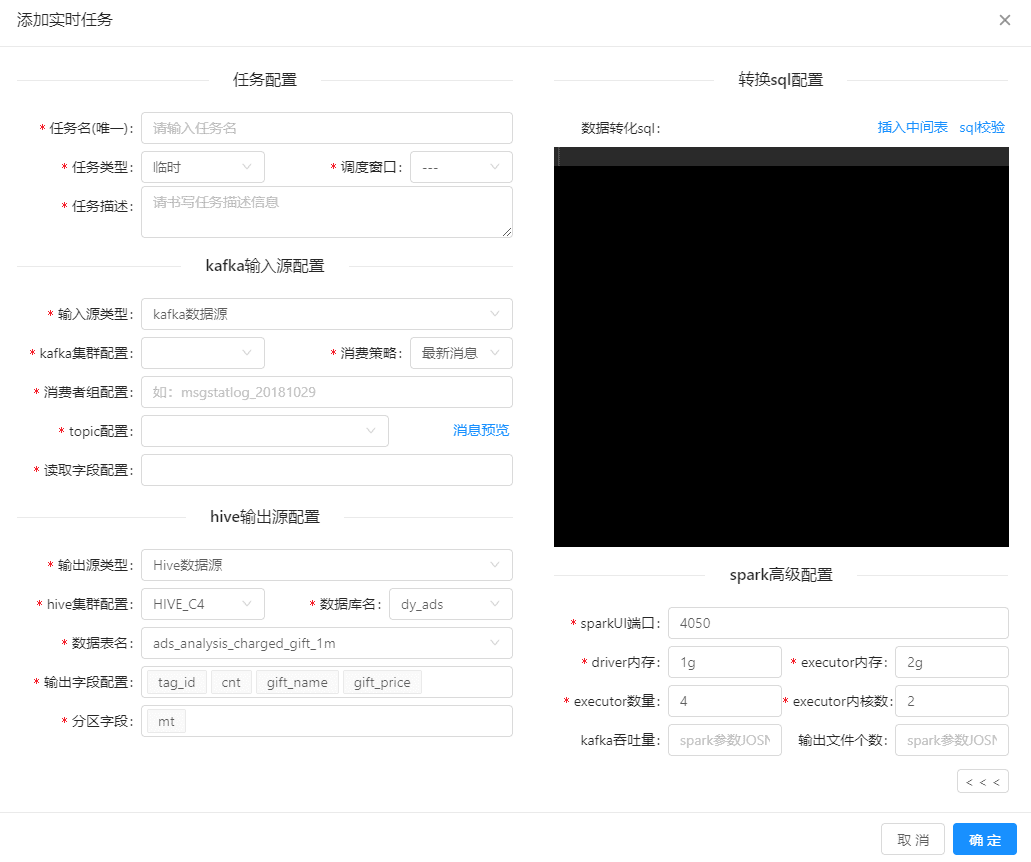 添加实时任务
任务配置
* 任务名(唯一): 请输入任务名
* 任务类型: 临时 * 调度窗口: ---
* 任务描述: 请书写任务描述信息
kafka输入源配置
* 输入源类型: kafka数据源
* kafka集群配置: * 消费策略: 最新消息
* 消费者组配置: 如：msgstatlog_20181029
* topic配置: 消息预览
* 读取字段配置:
hive输出源配置
* 输出源类型: Hive数据源
* hive集群配置: HIVE_C4 * 数据库名: dy_ads
* 数据表名: ads_analysis_charged_gift_1m
* 输出字段配置: tag_id cnt gift_name gift_price
* 分区字段: mt
转换sql配置
数据转化sql: 插入中间表 sql校验
spark高级配置
* sparkUI端口: 4050
* driver内存: 1g * executor内存: 2g
* executor数量: 4 * executor内核数: 2
kafka吞吐量: spark参数JOSN 输出文件个数: spark参数JOSN
< < <
取 消 确 定